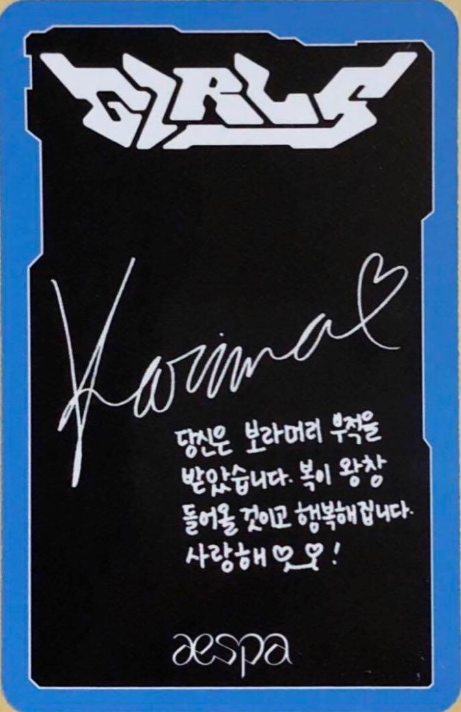 GIRLS
Karina♡
당신은 보라머리 부적을
받았습니다. 복이 왕창
들어올 것이고 행복해집니다.
사랑해♡♡!
aespa